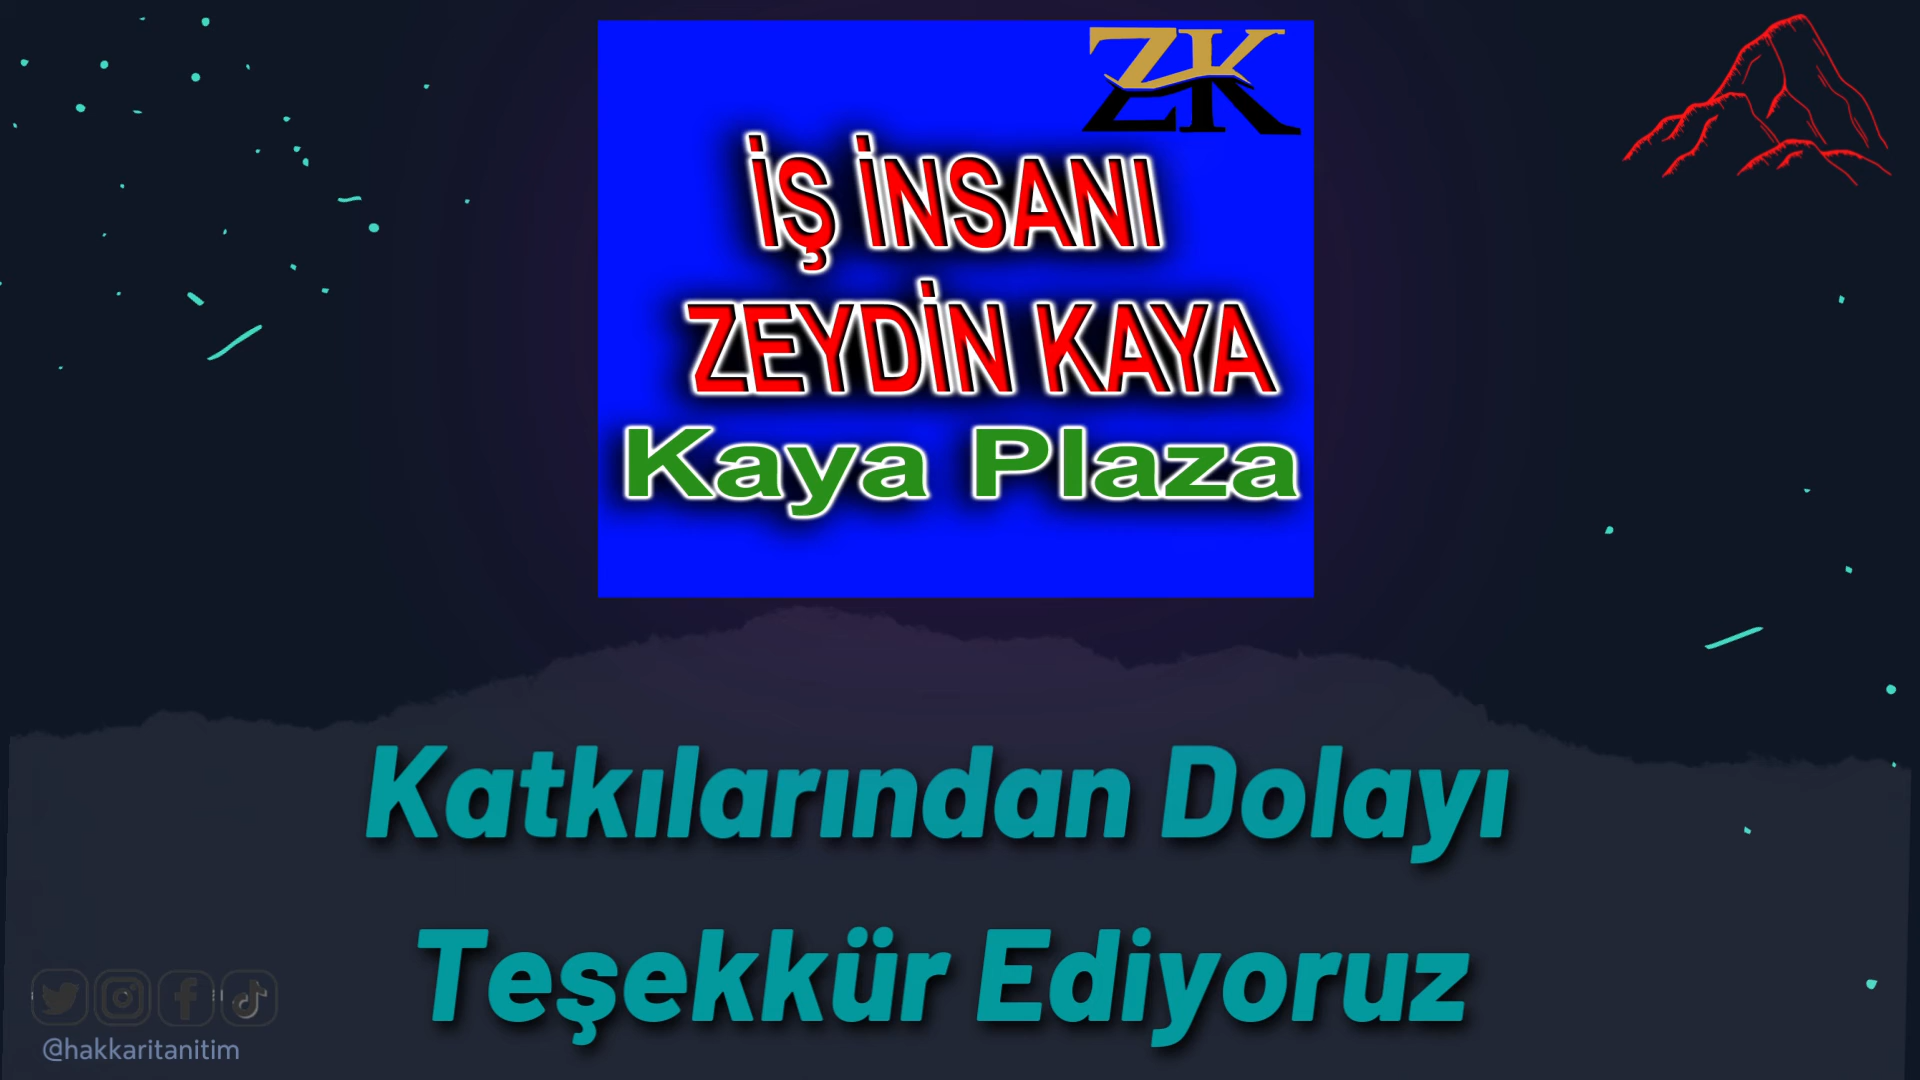 ZK
İŞ İNSANI
ZEYDİN KAYA
Kaya Plaza
Katkılarından Dolayı
Teşekkür Ediyoruz
@hakkaritanitim